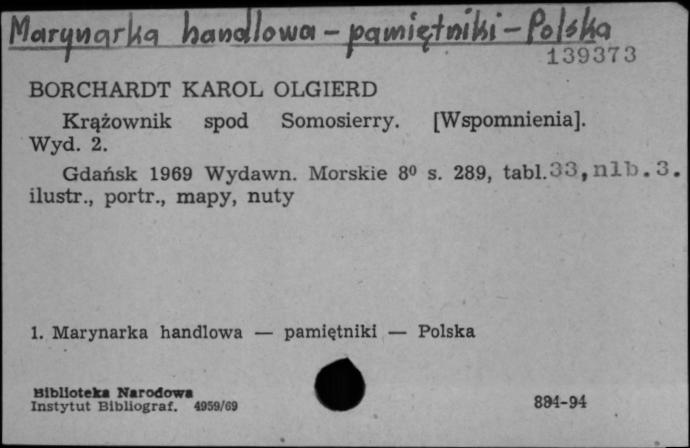 Marynarka handlowa – pamiętniki – Polska
139373
BORCHARDT KAROL OLGIERD
Krążownik spod Somosierry. [Wspomnienia].
Wyd. 2.
Gdańsk 1969 Wydawn. Morskie 8⁰ s. 289, tabl. 33, nlb. 3.
ilustr., portr., mapy, nuty
1. Marynarka handlowa — pamiętniki — Polska
Biblioteka Narodowa
Instytut Bibliograf. 4959/69
884-94